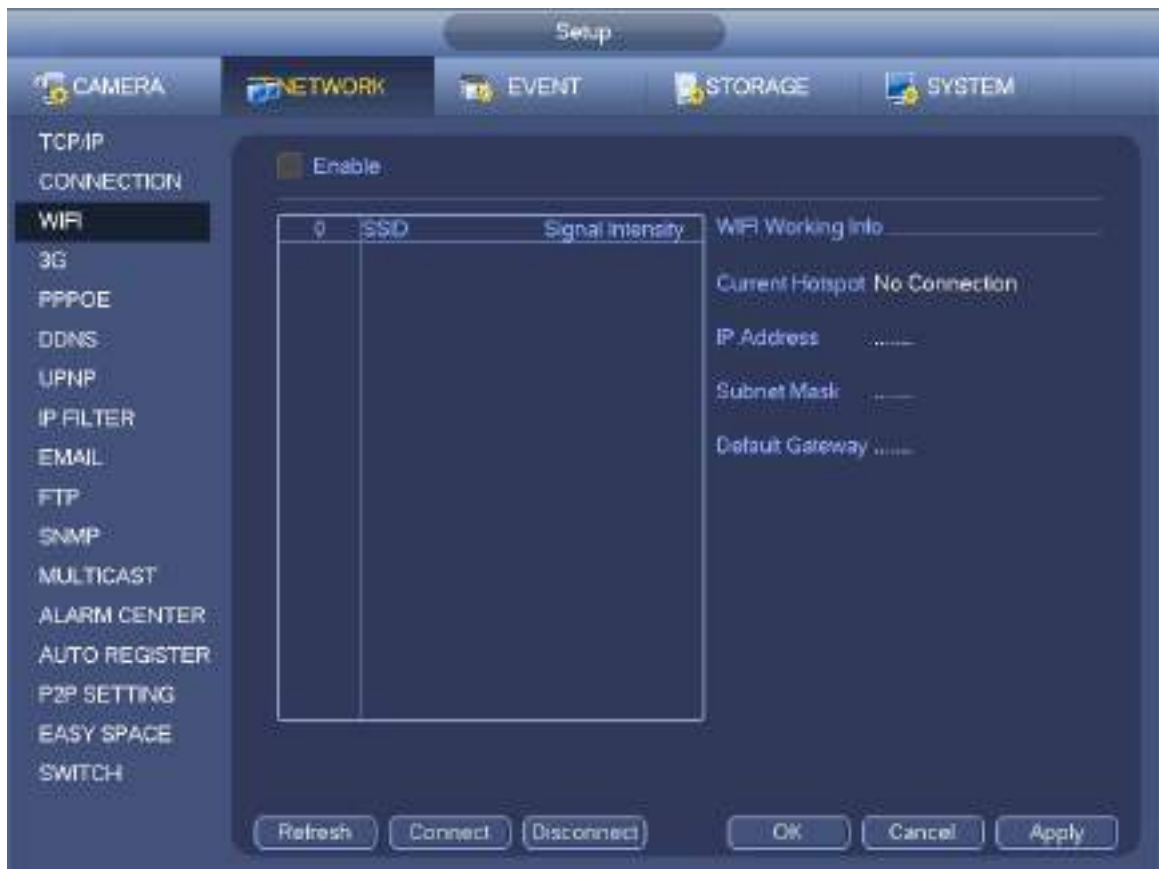 Setup
CAMERA NETWORK EVENT STORAGE SYSTEM
TCP/IP
CONNECTION
WIFI
3G
PPPOE
DDNS
UPNP
IP FILTER
EMAIL
FTP
SNMP
MULTICAST
ALARM CENTER
AUTO REGISTER
P2P SETTING
EASY SPACE
SWITCH
Enable
0 SSID Signal Intensity
WIFI Working Info
Current Hotspot No Connection
IP Address .......
Subnet Mask .......
Default Gateway .......
Refresh Connect Disconnect OK Cancel Apply